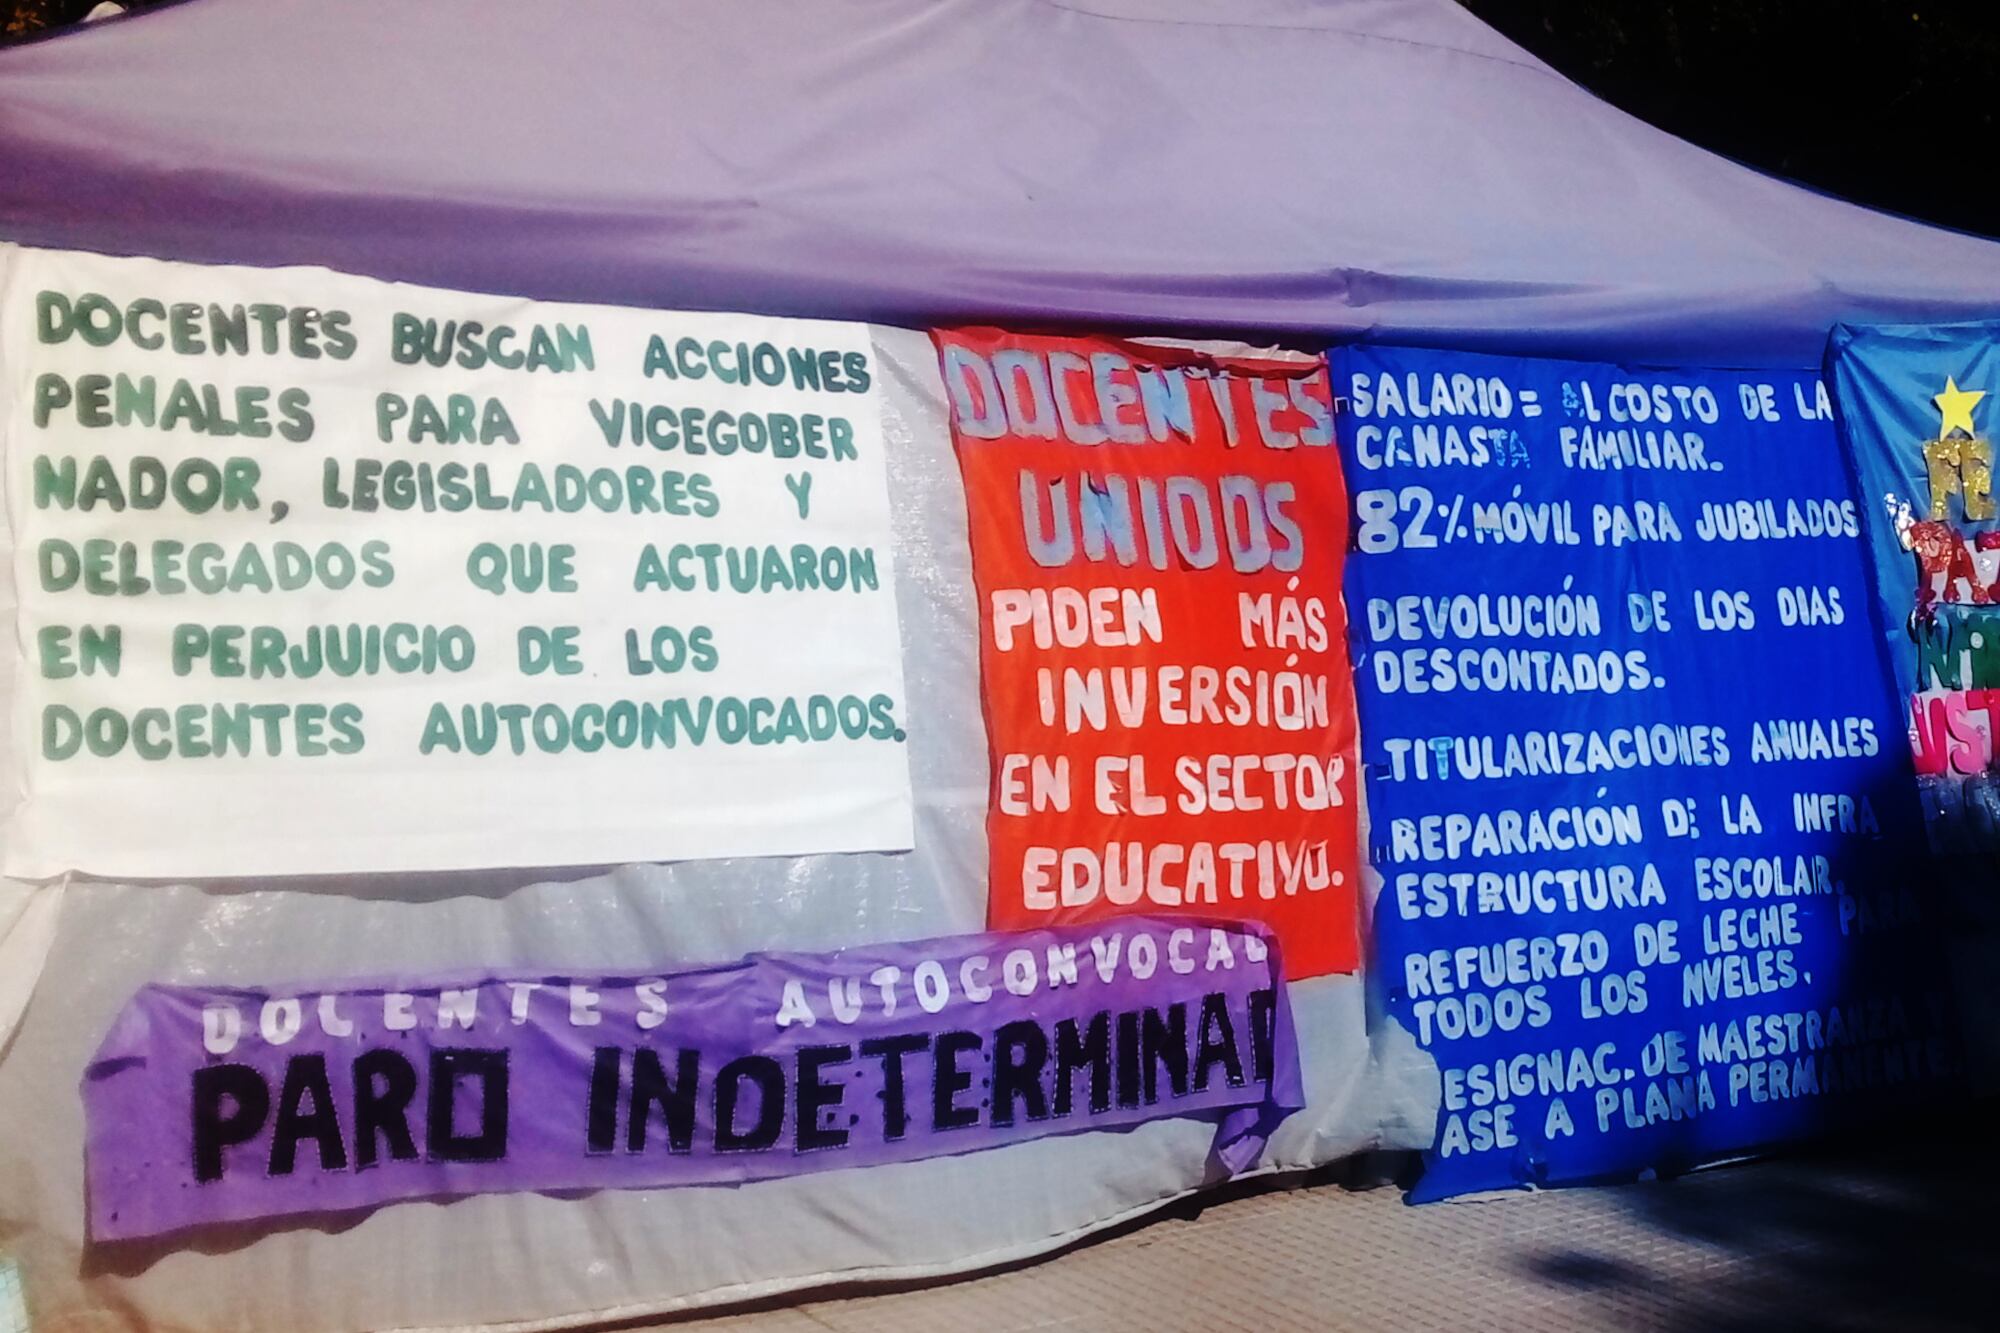 DOCENTES BUSCAN ACCIONES
PENALES PARA VICEGOBER
NADOR, LEGISLADORES Y
DELEGADOS QUE ACTUARON
EN PERJUICIO DE LOS
DOCENTES AUTOCONVOCADOS.
DOCENTES AUTOCONVOCAD
PARO INDETERMINAD
DOCENTES
UNIDOS
PIDEN MÁS
INVERSIÓN
EN EL SECTOR
EDUCATIVO.
SALARIO = AL COSTO DE LA
CANASTA FAMILIAR.
82% MÓVIL PARA JUBILADOS
DEVOLUCIÓN DE LOS DIAS
DESCONTADOS.
TITULARIZACIONES ANUALES
REPARACIÓN DE LA INFRA
ESTRUCTURA ESCOLAR.
REFUERZO DE LECHE PARA
TODOS LOS NVELES.
ESIGNAC. DE MAESTRANZA Y
ASE A PLANA PERMANENTE.
FE